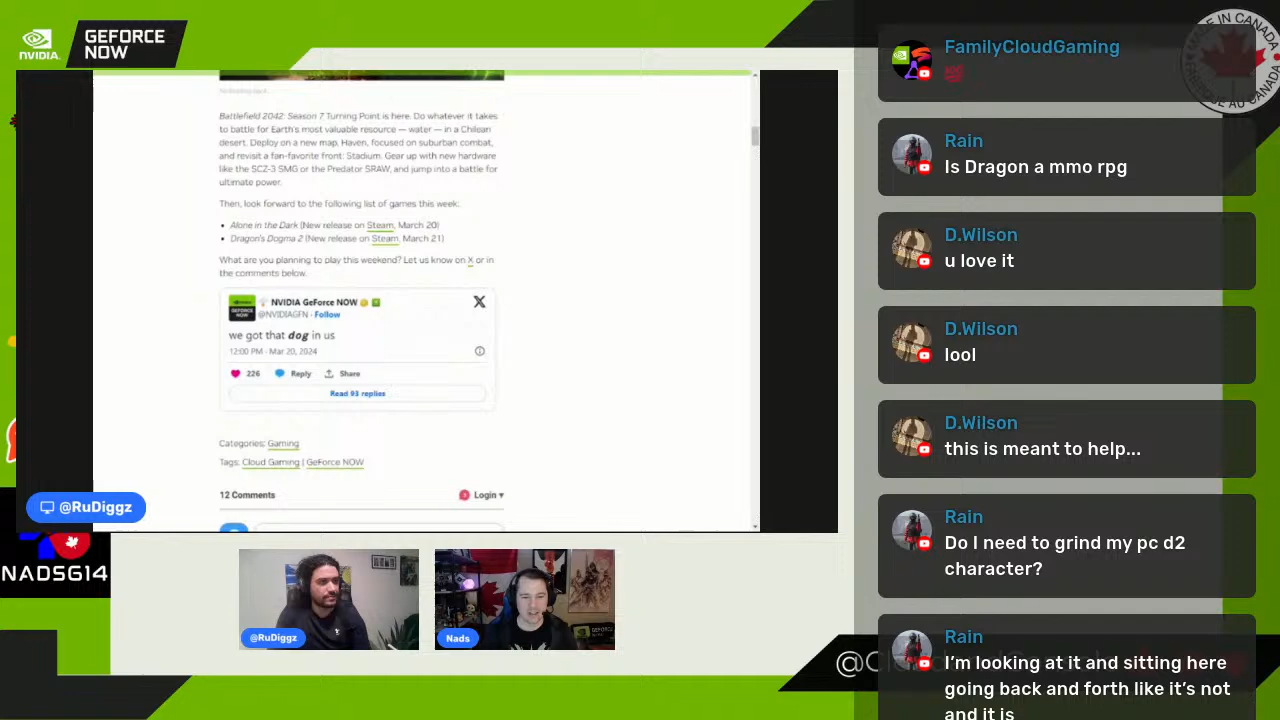 NVIDIA.
GEFORCE
NOW
Battlefield 2042: Season 7 Turning Point is here. Do whatever it takes
to battle for Earth's most valuable resource — water — in a Chilean
desert. Deploy on a new map, Haven, focused on suburban combat,
and revisit a fan-favorite front: Stadium. Gear up with new hardware
like the SCZ-3 SMG or the Predator SRAW, and jump into a battle for
ultimate power.
Then, look forward to the following list of games this week:
• Alone in the Dark (New release on Steam, March 20)
• Dragon's Dogma 2 (New release on Steam, March 21)
What are you planning to play this weekend? Let us know on X or in
the comments below.
NVIDIA GeForce NOW
@NVIDIAGFN · Follow
we got that dog in us
12:00 PM · Mar 20, 2024
226 Reply Share
Read 93 replies
Categories: Gaming
Tags: Cloud Gaming | GeForce NOW
12 Comments
Login ▾
@RuDiggz
NADSG14
@RuDiggz
Nads
FamilyCloudGaming
💯
Rain
Is Dragon a mmo rpg
D.Wilson
u love it
D.Wilson
lool
D.Wilson
this is meant to help...
Rain
Do I need to grind my pc d2
character?
Rain
I'm looking at it and sitting here
going back and forth like it's not
and it is